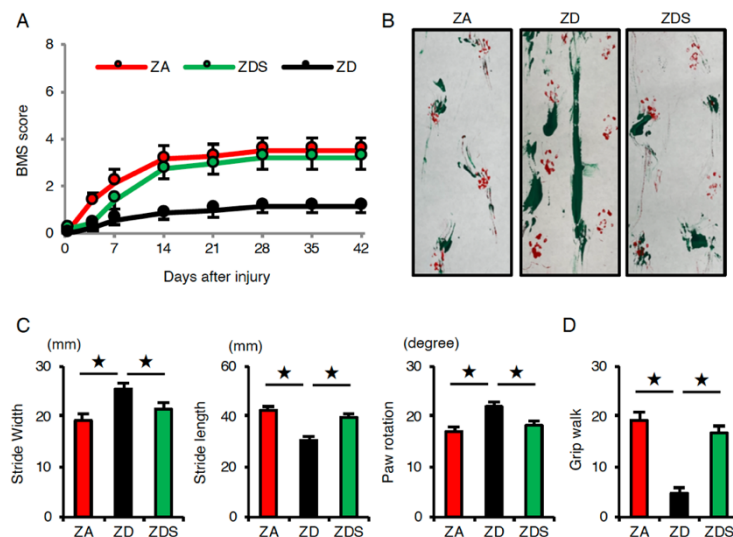 A
BMS score
8
6
4
2
0
ZA ZDS ZD
0 7 14 21 28 35 42
Days after injury
B
ZA ZD ZDS
C
(mm)
Stride Width
30
20
10
0
★ ★
ZA ZD ZDS
(mm)
Stride length
60
40
20
0
★ ★
ZA ZD ZDS
(degree)
Paw rotation
30
20
10
0
★ ★
ZA ZD ZDS
D
Grip walk
30
20
10
0
★ ★
ZA ZD ZDS